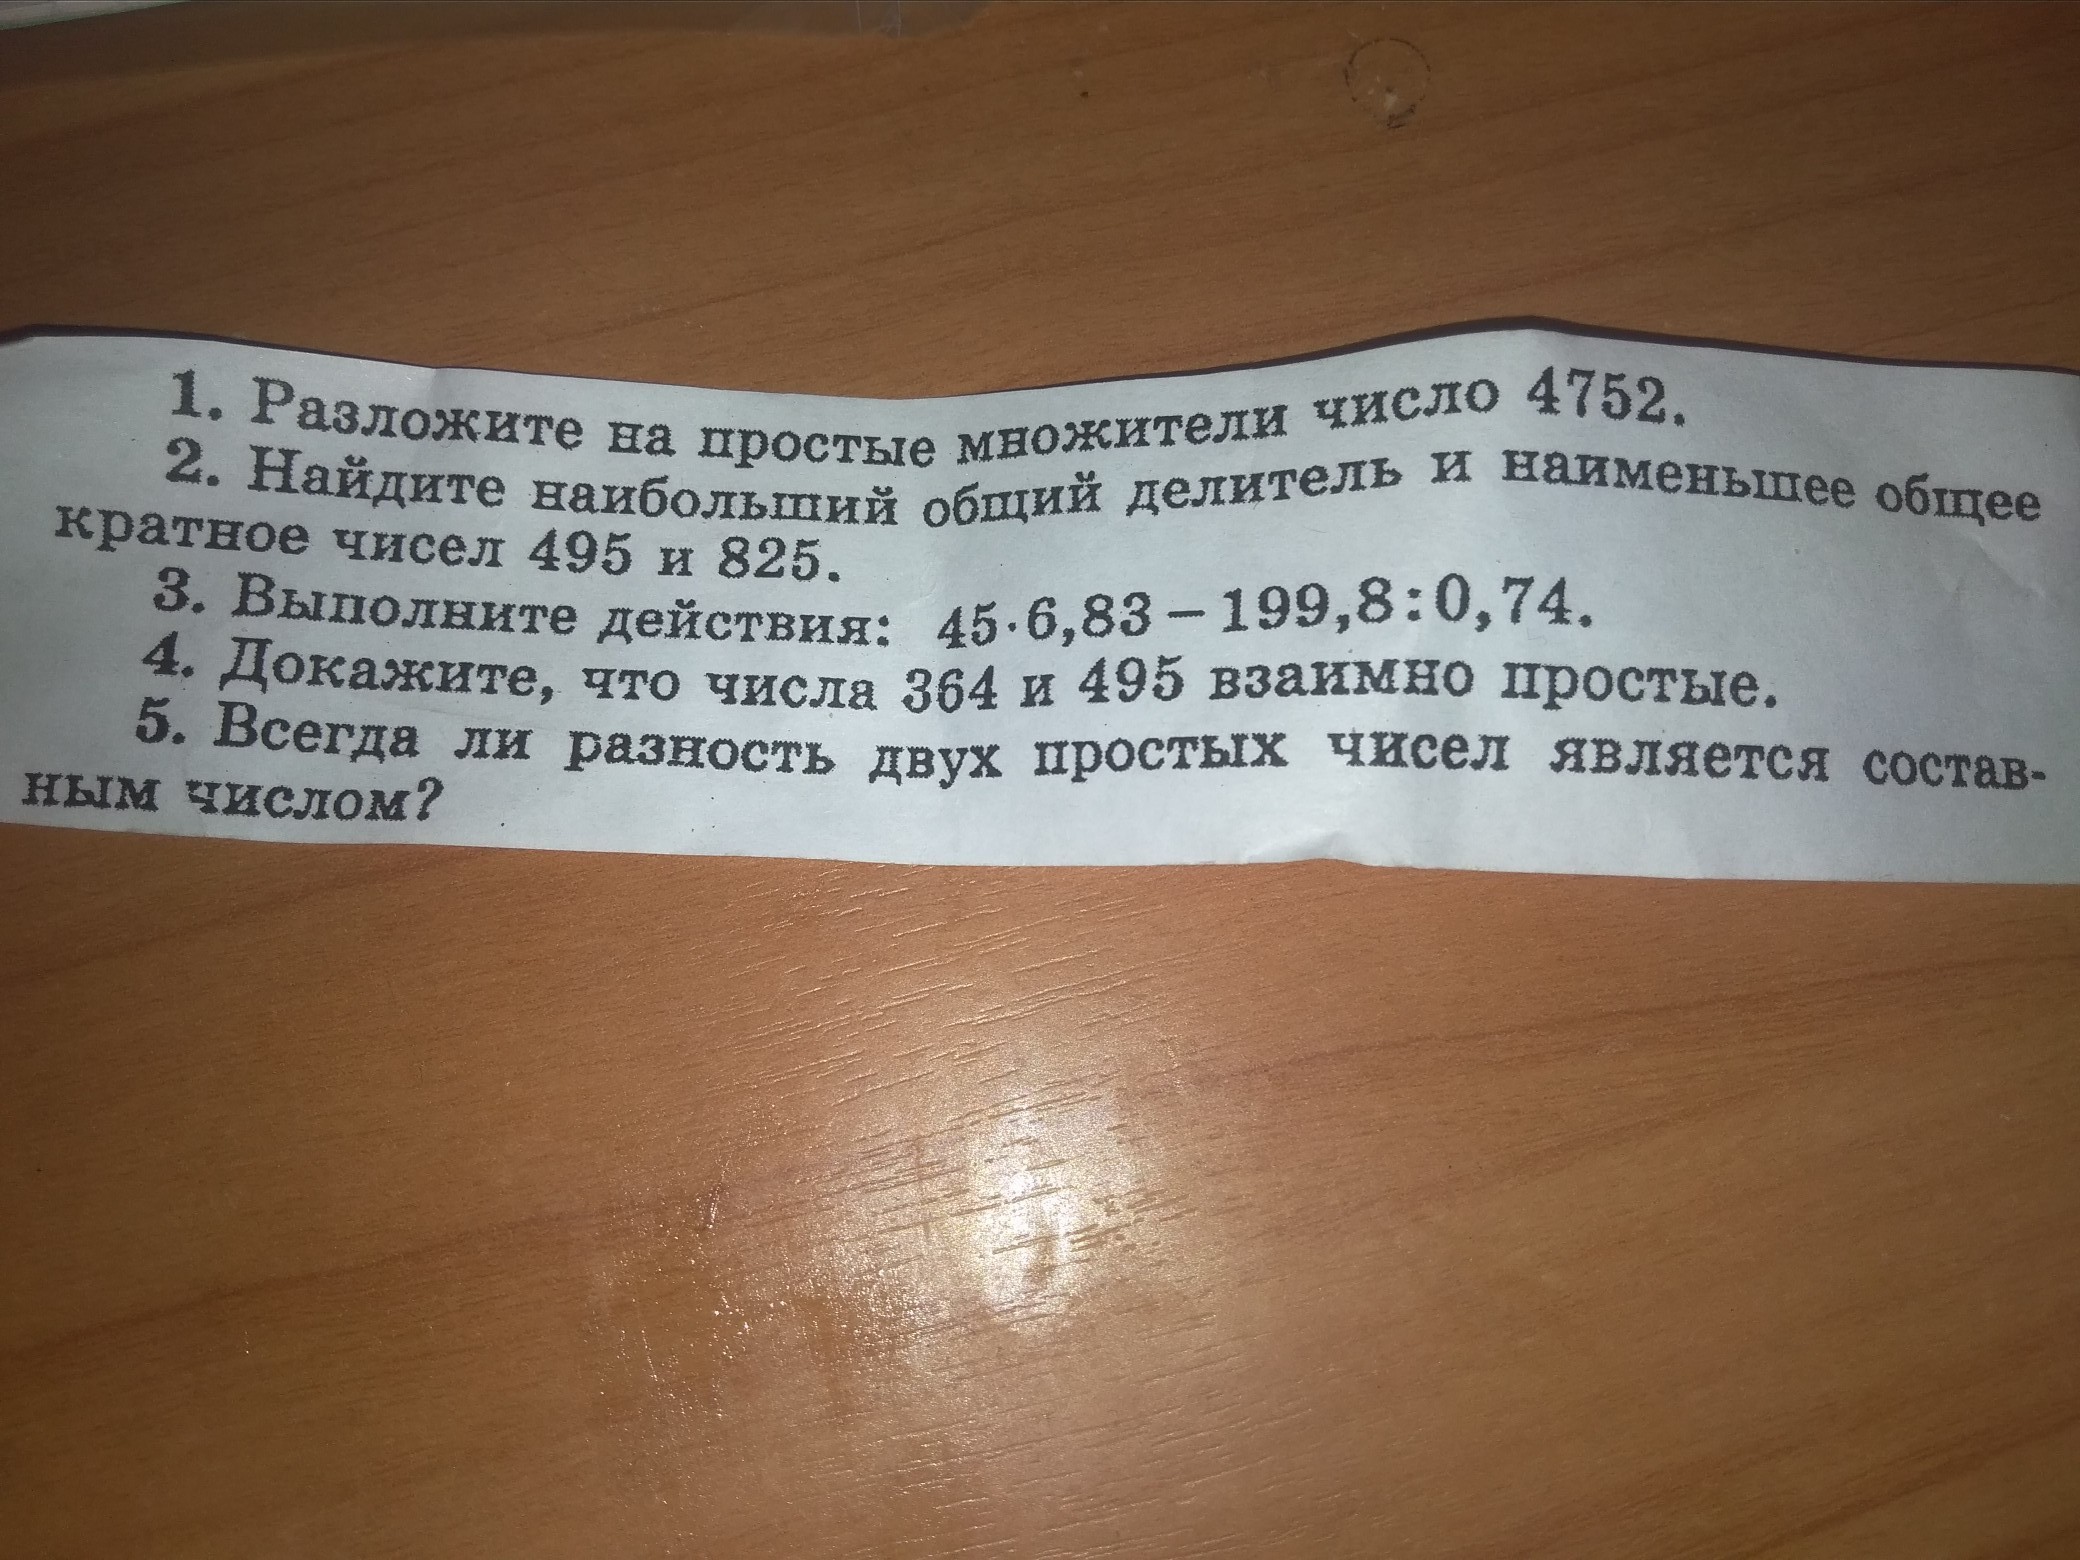 1. Разложите на простые множители число 4752.
2. Найдите наибольший общий делитель и наименьшее общее
кратное чисел 495 и 825.
3. Выполните действия: 45·6,83 – 199,8:0,74.
4. Докажите, что числа 364 и 495 взаимно простые.
5. Всегда ли разность двух простых чисел является состав-
ным числом?